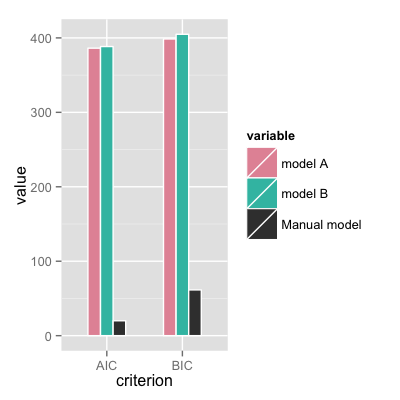 value
400
300
200
100
0
AIC
BIC
criterion
variable
model A
model B
Manual model